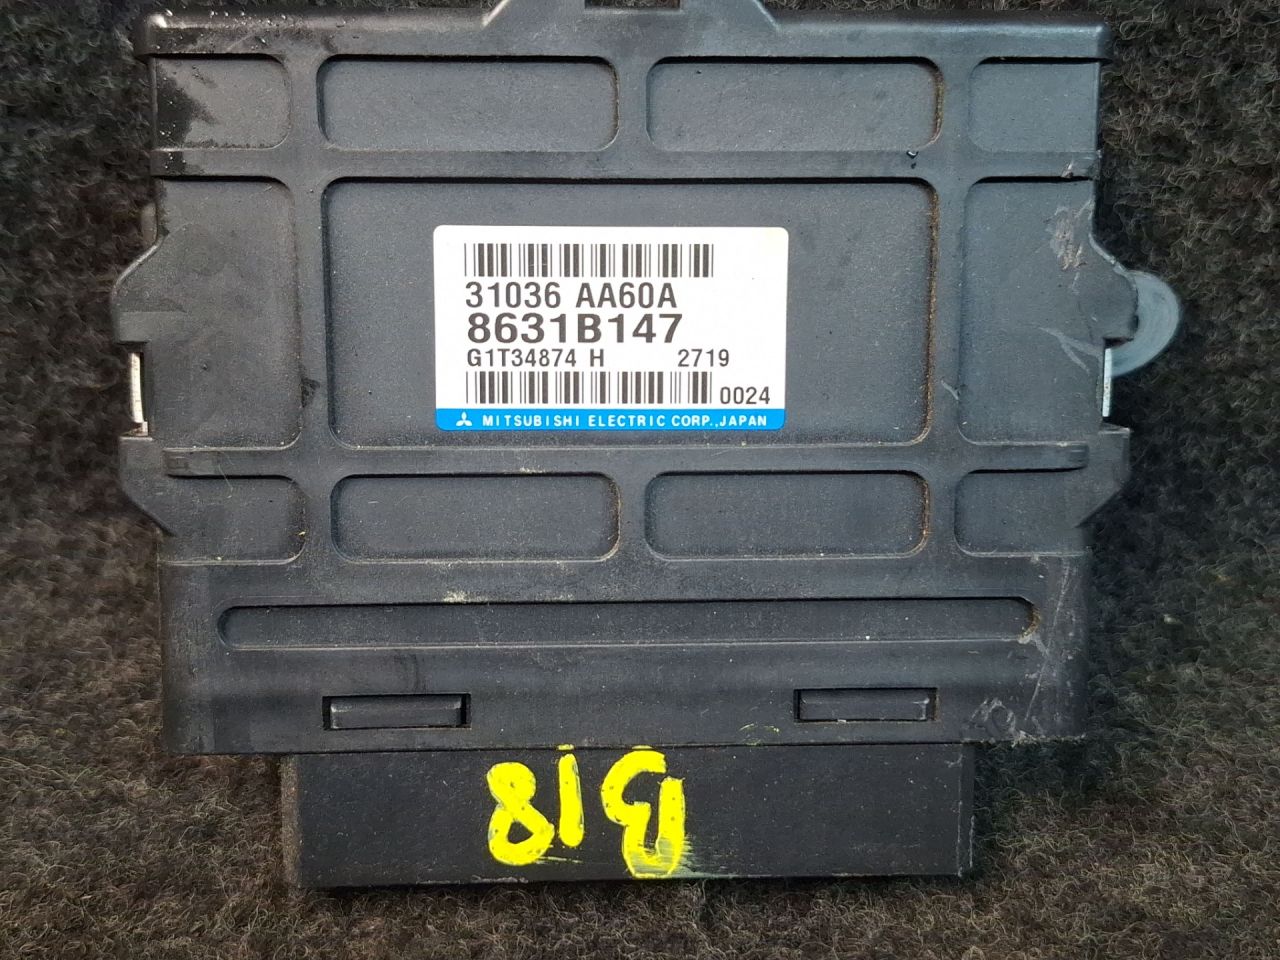 31036 AA60A
8631B147
G1T34874 H 2719
0024
MITSUBISHI ELECTRIC CORP., JAPAN
B18